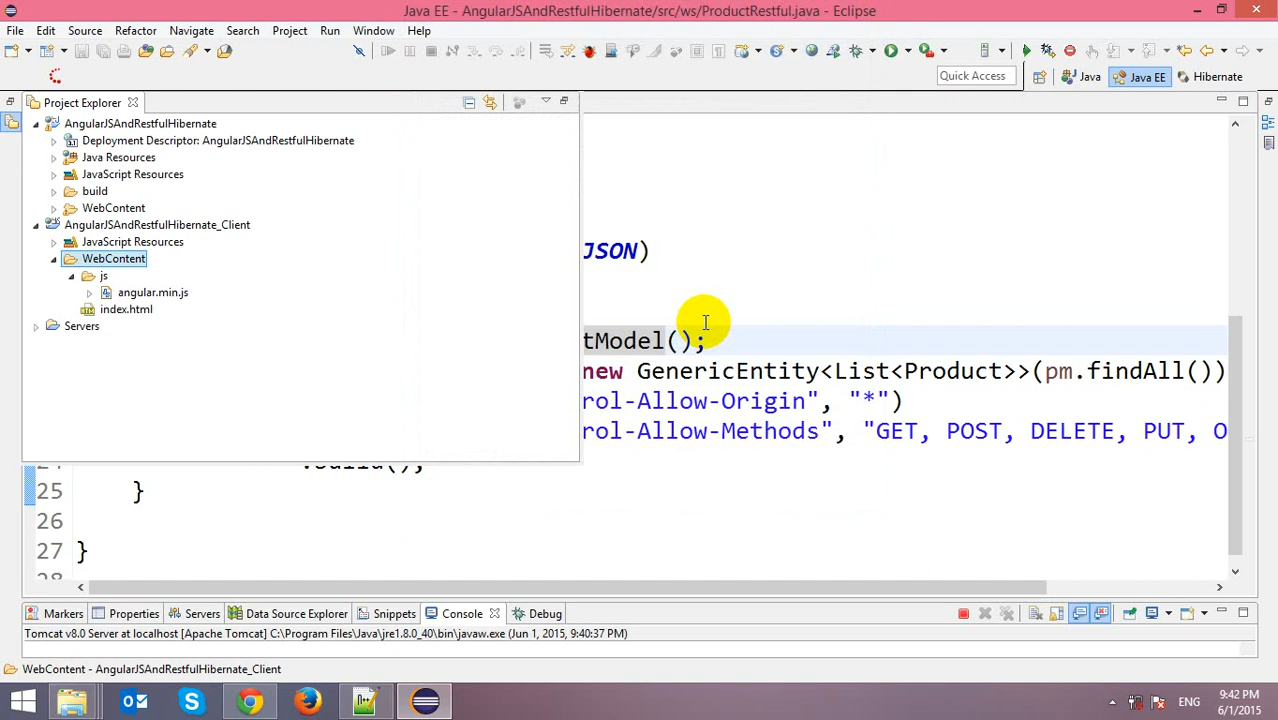 Java EE - AngularJSAndRestfulHibernate/src/ws/ProductRestful.java - Eclipse
File Edit Source Refactor Navigate Search Project Run Window Help
Quick Access Java Java EE Hibernate
Project Explorer
AngularJSAndRestfulHibernate
Deployment Descriptor: AngularJSAndRestfulHibernate
Java Resources
JavaScript Resources
build
WebContent
AngularJSAndRestfulHibernate_Client
JavaScript Resources
WebContent
js
angular.min.js
index.html
Servers
JSON)
tModel();
new GenericEntity<List<Product>>(pm.findAll())
rol-Allow-Origin", "*")
rol-Allow-Methods", "GET, POST, DELETE, PUT, O
24 .build();
25 }
26
27 }
28
Markers Properties Servers Data Source Explorer Snippets Console Debug
Tomcat v8.0 Server at localhost [Apache Tomcat] C:\Program Files\Java\jre1.8.0_40\bin\javaw.exe (Jun 1, 2015, 9:40:37 PM)
WebContent - AngularJSAndRestfulHibernate_Client
ENG
9:42 PM
6/1/2015